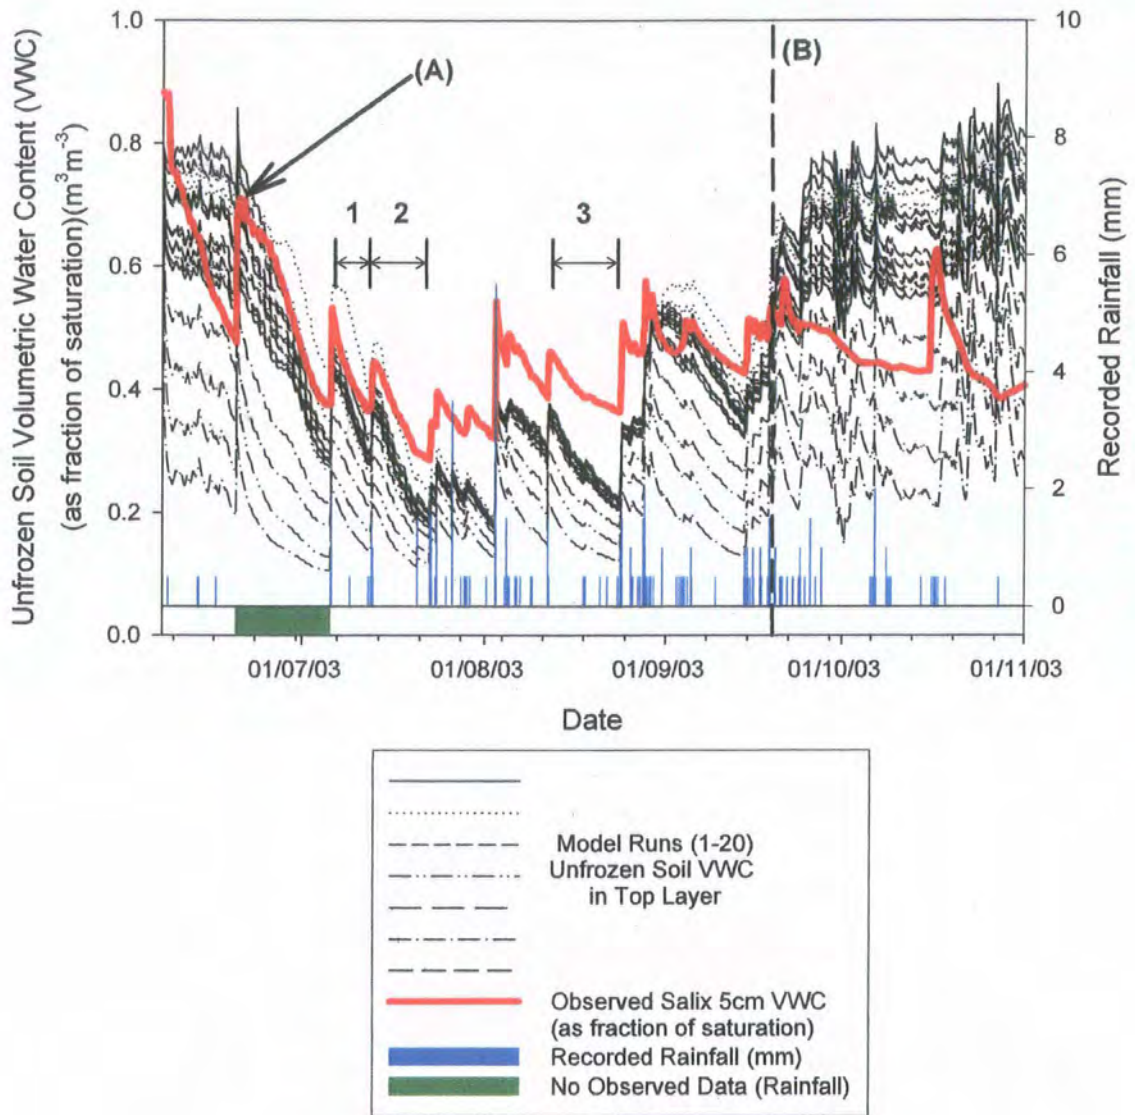 Unfrozen Soil Volumetric Water Content (VWC)
(as fraction of saturation)(m³m⁻³)
1.0
0.8
0.6
0.4
0.2
0.0
(A)
(B)
1
2
3
10
8
6
4
2
0
Recorded Rainfall (mm)
01/07/03
01/08/03
01/09/03
01/10/03
01/11/03
Date
Model Runs (1-20)
Unfrozen Soil VWC
in Top Layer
Observed Salix 5cm VWC
(as fraction of saturation)
Recorded Rainfall (mm)
No Observed Data (Rainfall)